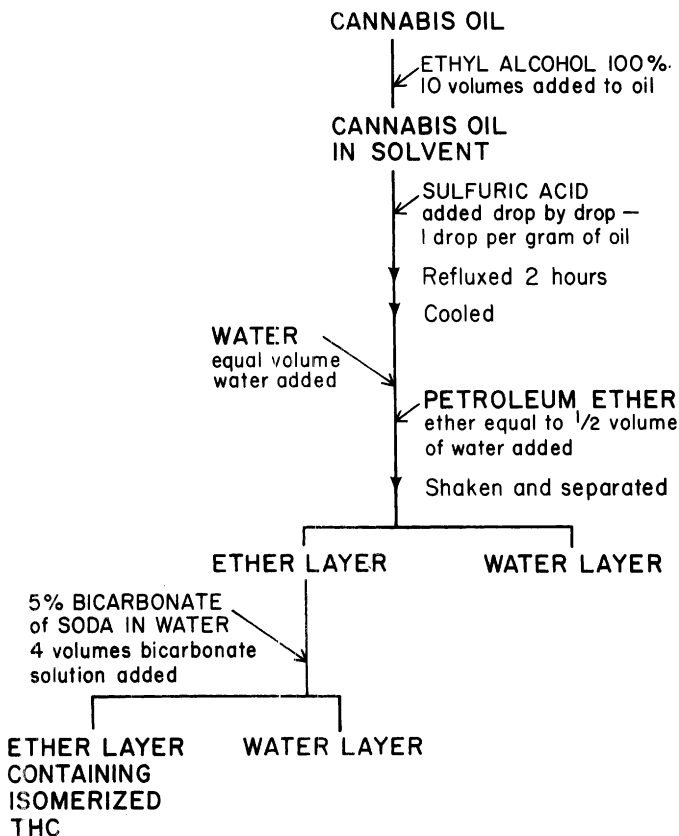 CANNABIS OIL
ETHYL ALCOHOL 100%.
10 volumes added to oil
CANNABIS OIL
IN SOLVENT
SULFURIC ACID
added drop by drop —
1 drop per gram of oil
Refluxed 2 hours
Cooled
WATER
equal volume
water added
PETROLEUM ETHER
ether equal to 1/2 volume
of water added
Shaken and separated
ETHER LAYER
WATER LAYER
5% BICARBONATE
of SODA IN WATER
4 volumes bicarbonate
solution added
ETHER LAYER
CONTAINING
ISOMERIZED
THC
WATER LAYER